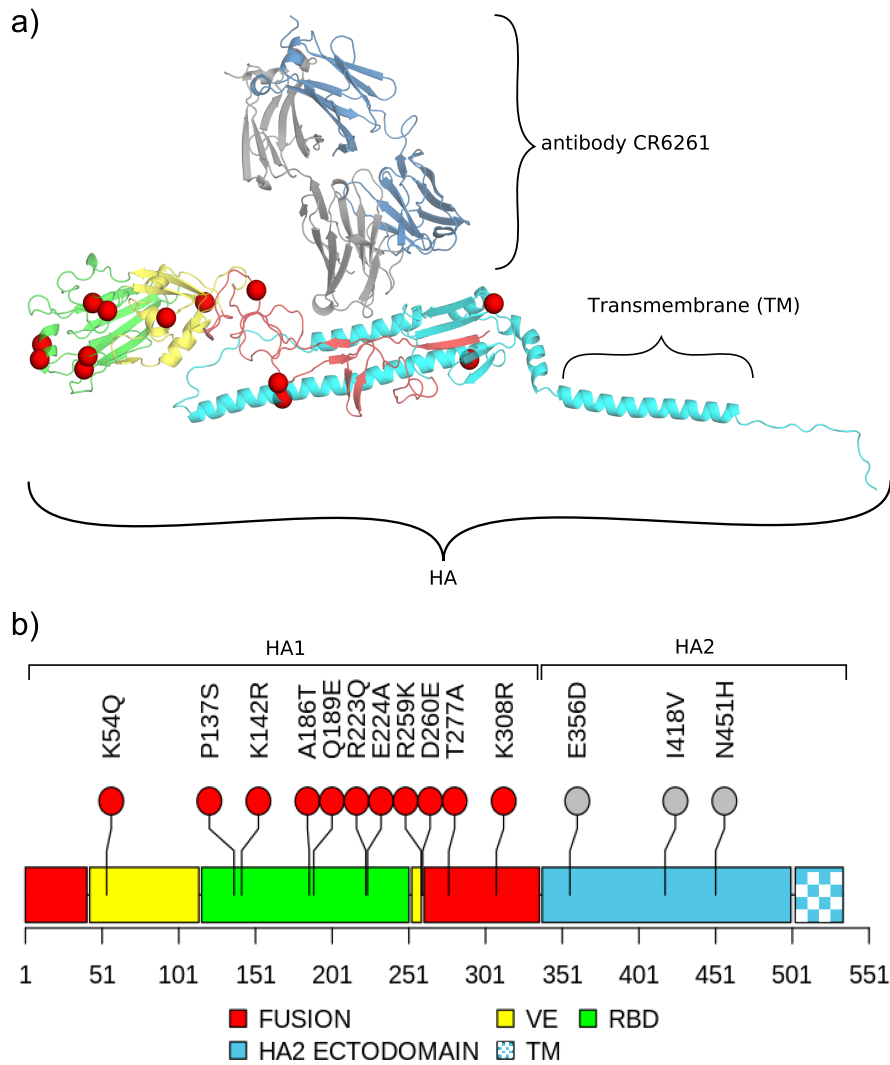 a)
antibody CR6261
Transmembrane (TM)
HA
b)
HA1
HA2
K54Q
P137S
K142R
A186T
Q189E
R223Q
E224A
R259K
D260E
T277A
K308R
E356D
I418V
N451H
1 51 101 151 201 251 301 351 401 451 501 551
FUSION VE RBD
HA2 ECTODOMAIN TM